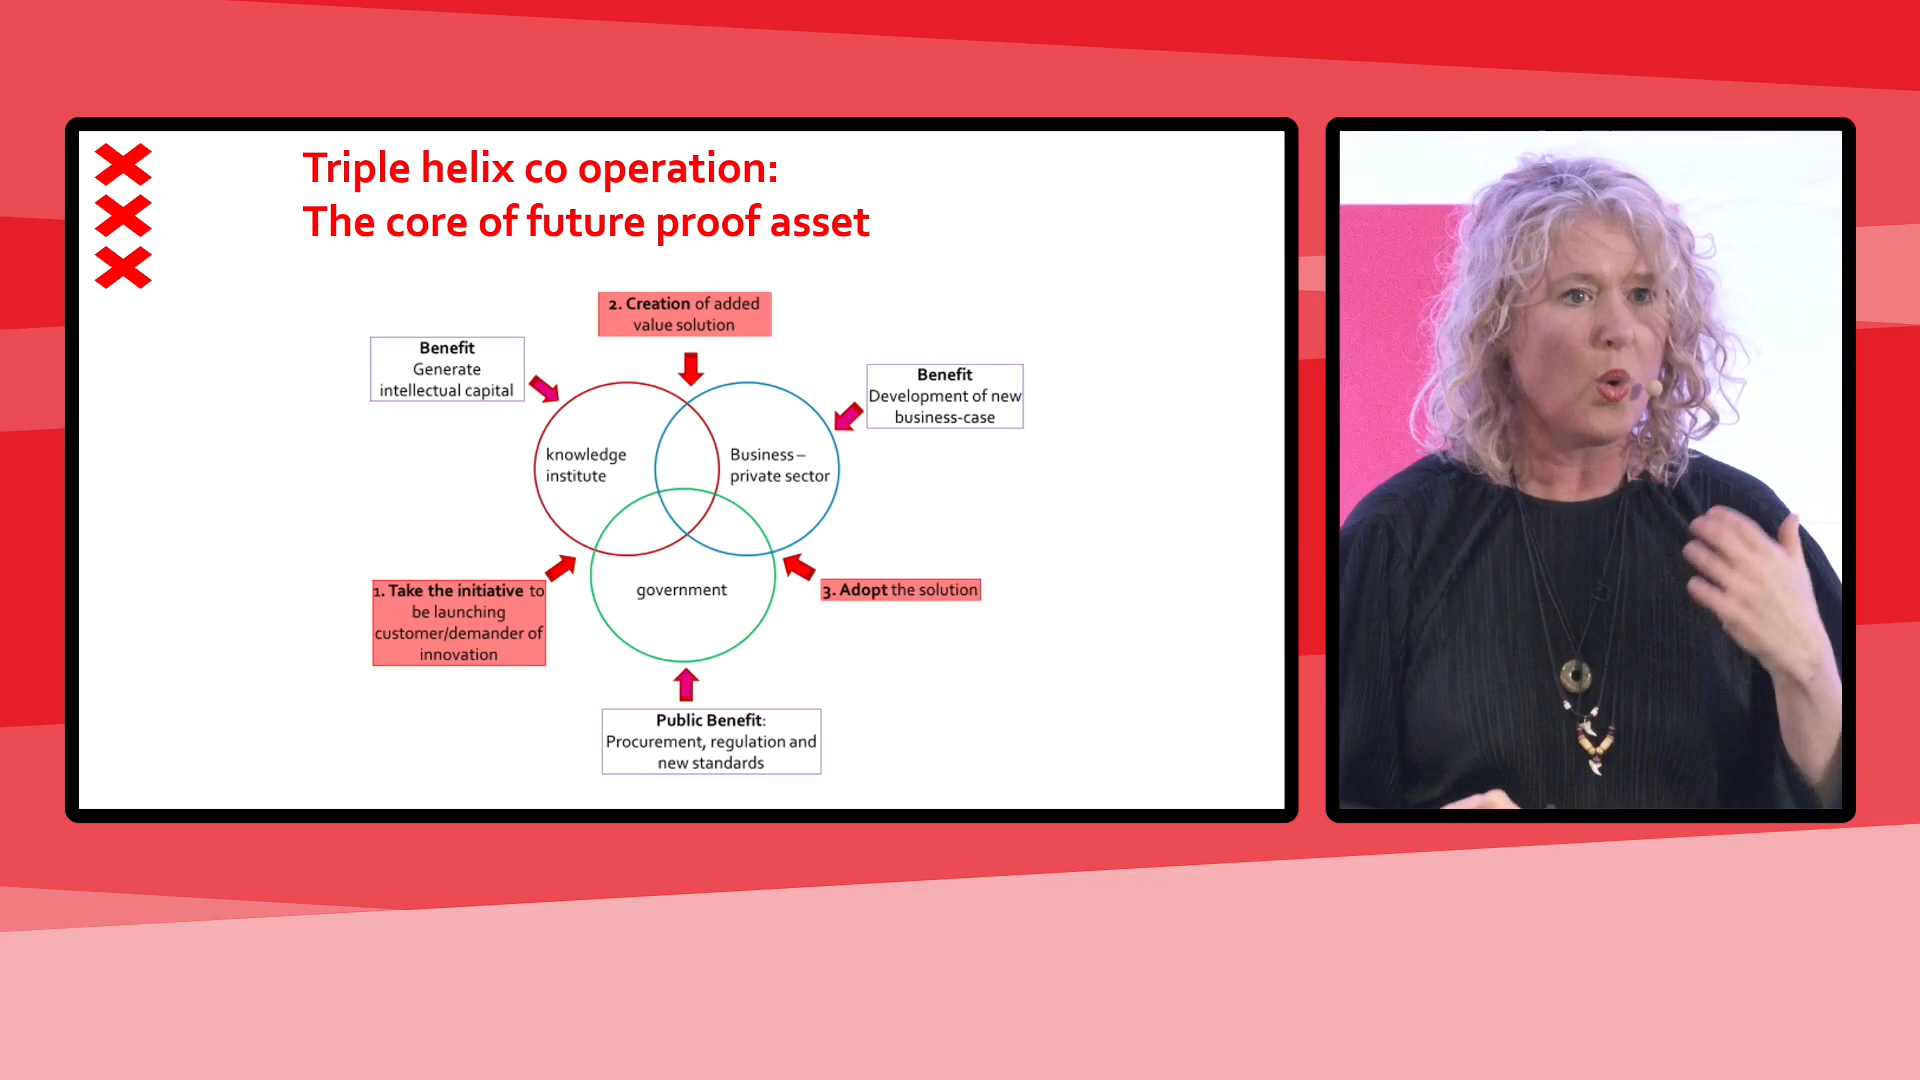 Triple helix co operation:
The core of future proof asset
2. Creation of added
value solution
Benefit
Generate
intellectual capital
Benefit
Development of new
business-case
knowledge
institute
Business –
private sector
government
1. Take the initiative to
be launching
customer/demander of
innovation
3. Adopt the solution
Public Benefit:
Procurement, regulation and
new standards